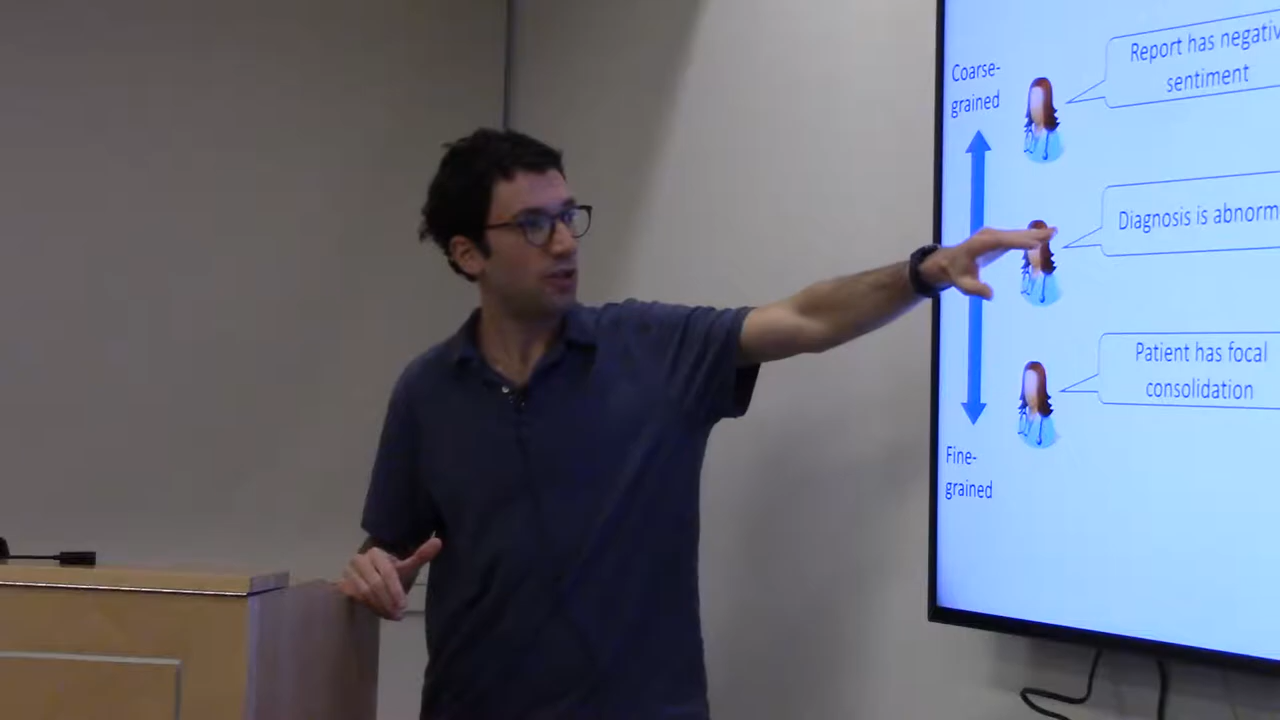 Coarse-
grained
Report has negativ
sentiment
Diagnosis is abnorm
Patient has focal
consolidation
Fine-
grained